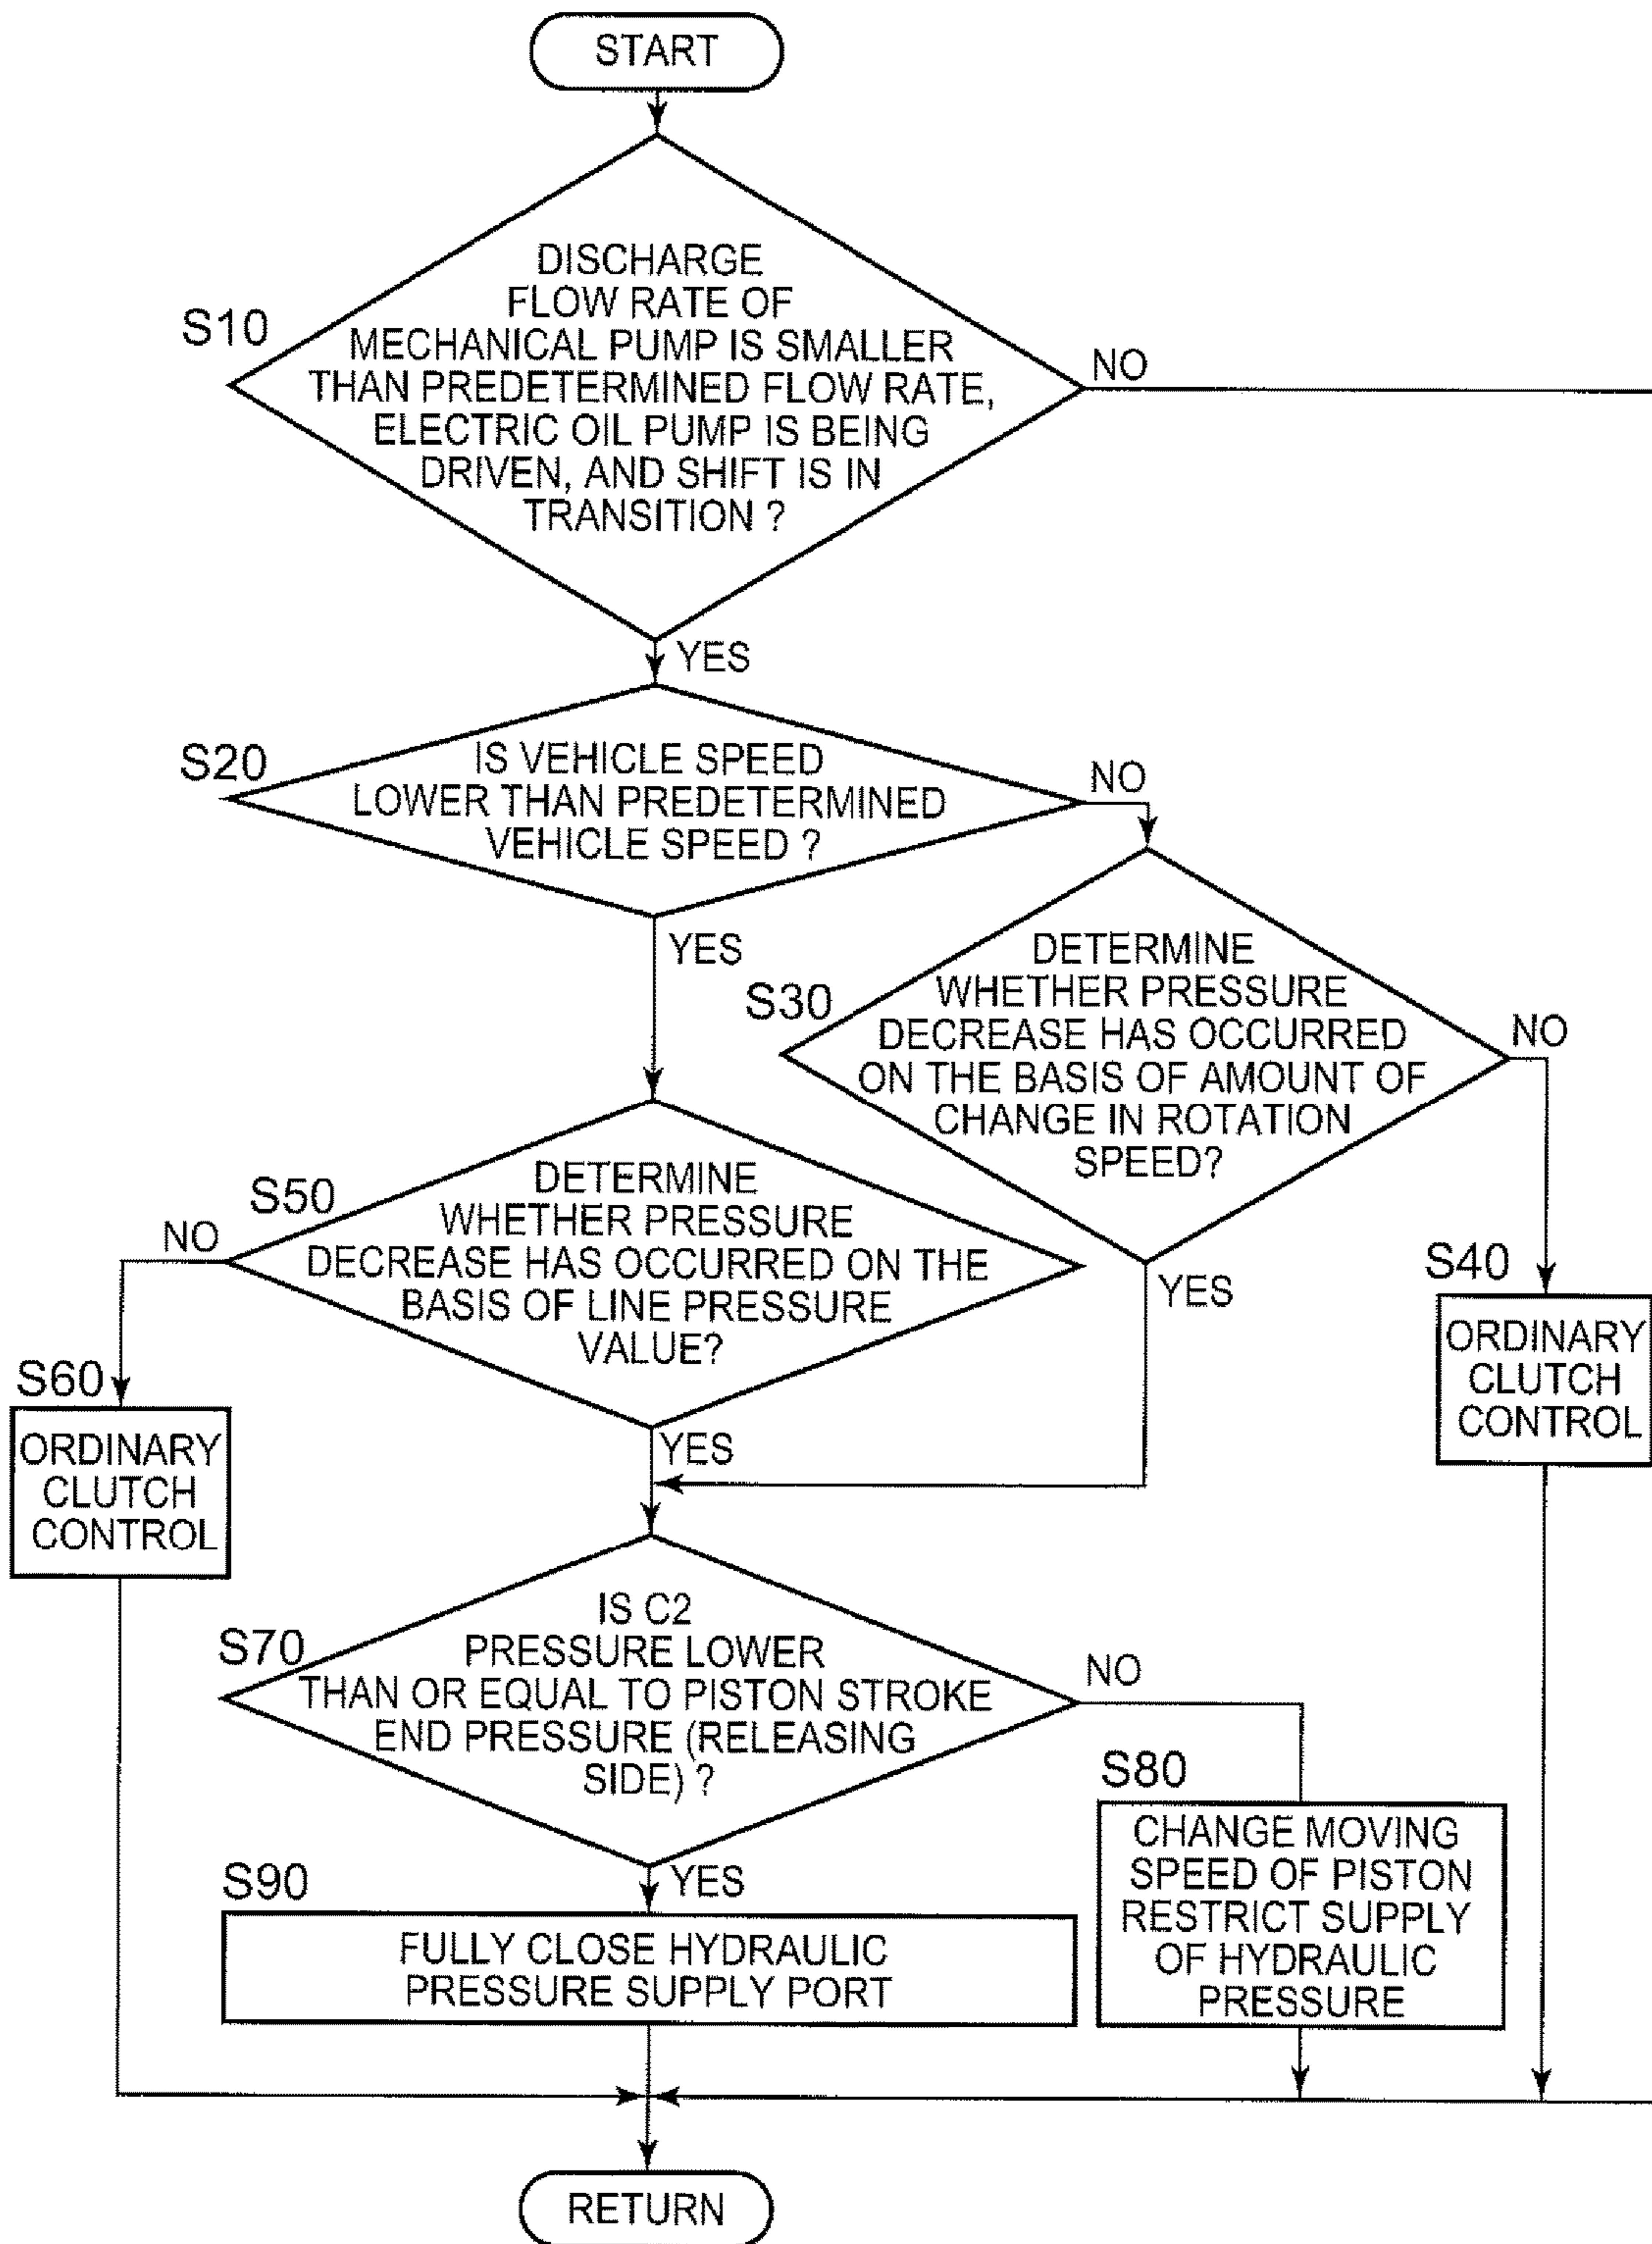 START
S10
DISCHARGE
FLOW RATE OF
MECHANICAL PUMP IS SMALLER
THAN PREDETERMINED FLOW RATE,
ELECTRIC OIL PUMP IS BEING
DRIVEN, AND SHIFT IS IN
TRANSITION ?
NO
YES
S20
IS VEHICLE SPEED
LOWER THAN PREDETERMINED
VEHICLE SPEED ?
NO
YES
S30
DETERMINE
WHETHER PRESSURE
DECREASE HAS OCCURRED
ON THE BASIS OF AMOUNT OF
CHANGE IN ROTATION
SPEED?
NO
YES
S40
ORDINARY
CLUTCH
CONTROL
S50
DETERMINE
WHETHER PRESSURE
DECREASE HAS OCCURRED ON THE
BASIS OF LINE PRESSURE
VALUE?
NO
YES
S60
ORDINARY
CLUTCH
CONTROL
S70
IS C2
PRESSURE LOWER
THAN OR EQUAL TO PISTON STROKE
END PRESSURE (RELEASING
SIDE) ?
NO
YES
S80
CHANGE MOVING
SPEED OF PISTON
RESTRICT SUPPLY
OF HYDRAULIC
PRESSURE
S90
FULLY CLOSE HYDRAULIC
PRESSURE SUPPLY PORT
RETURN